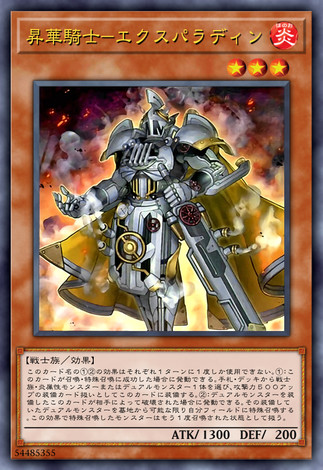 昇華騎士－エクスパラディン
炎
【戦士族／効果】
このカード名の①②の効果はそれぞれ１ターンに１度しか使用できない。①：こ
のカードが召喚・特殊召喚に成功した場合に発動できる。手札・デッキから戦士
族・炎属性モンスターまたはデュアルモンスター１体を選び、攻撃力５００アッ
プの装備カード扱いとしてこのカードに装備する。②：デュアルモンスターを装
備したこのカードが相手によって破壊された場合に発動できる。その装備してい
たデュアルモンスターを墓地から可能な限り自分フィールドに特殊召喚する。
この効果で特殊召喚したモンスターはもう１度召喚された状態として扱う。
ATK/ 1300 DEF/ 200
54485355